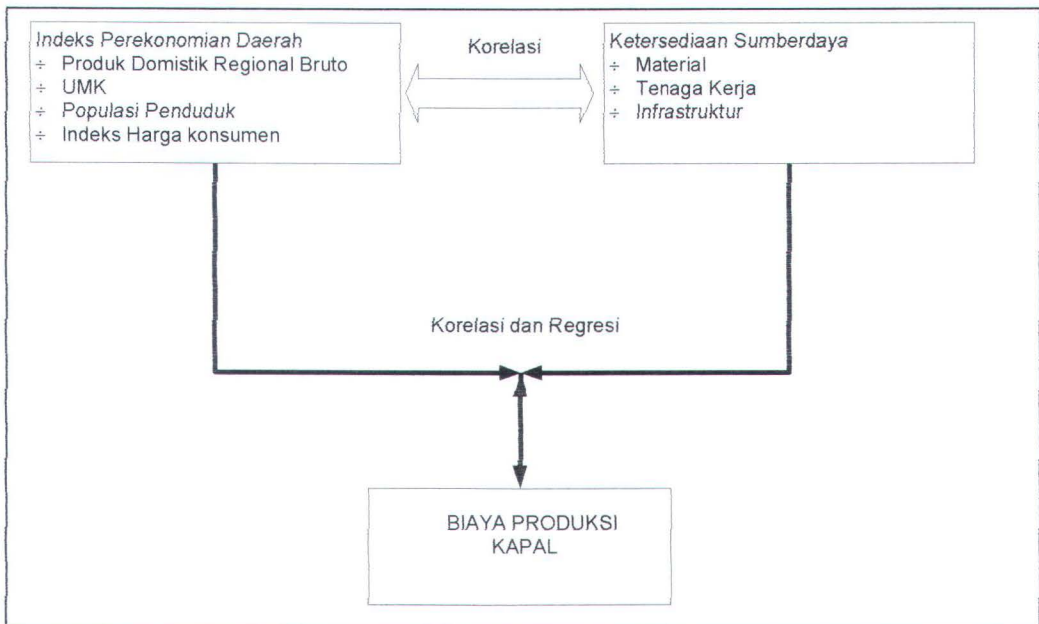 Indeks Perekonomian Daerah
÷ Produk Domistik Regional Bruto
÷ UMK
÷ Populasi Penduduk
÷ Indeks Harga konsumen
Korelasi
Ketersediaan Sumberdaya
÷ Material
÷ Tenaga Kerja
÷ Infrastruktur
Korelasi dan Regresi
BIAYA PRODUKSI
KAPAL